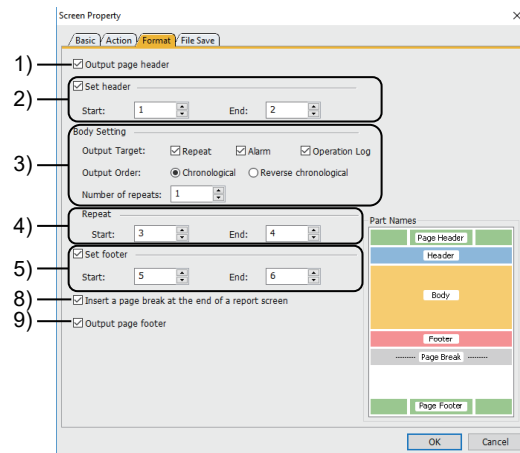 Screen Property
Basic Action Format File Save
1) Output page header
2) Set header
Start: 1 End: 2
Body Setting
3) Output Target: Repeat Alarm Operation Log
Output Order: Chronological Reverse chronological
Number of repeats: 1
4) Repeat
Start: 3 End: 4
5) Set footer
Start: 5 End: 6
8) Insert a page break at the end of a report screen
9) Output page footer
Part Names
Page Header
Header
Body
Footer
Page Break
Page Footer
OK Cancel